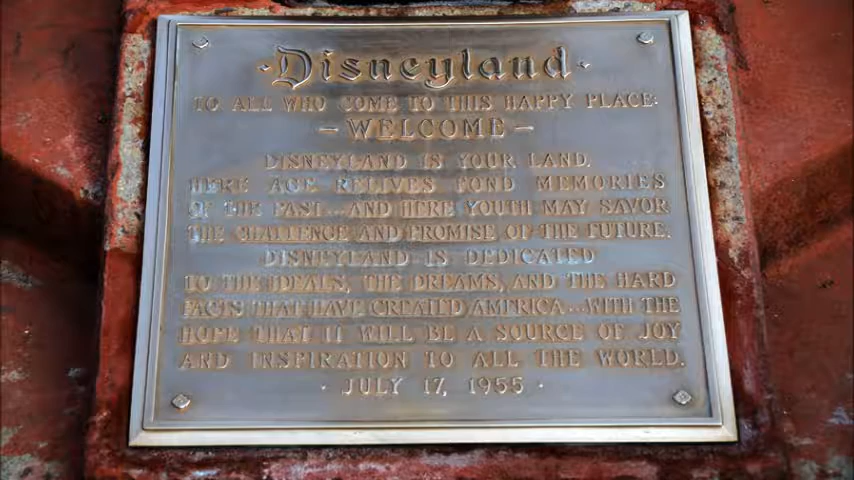 · Disneyland ·
TO ALL WHO COME TO THIS HAPPY PLACE:
– WELCOME –
DISNEYLAND IS YOUR LAND.
HERE AGE RELIVES FOND MEMORIES
OF THE PAST...AND HERE YOUTH MAY SAVOR
THE CHALLENGE AND PROMISE OF THE FUTURE.
DISNEYLAND IS DEDICATED
TO THE IDEALS, THE DREAMS, AND THE HARD
FACTS THAT HAVE CREATED AMERICA...WITH THE
HOPE THAT IT WILL BE A SOURCE OF JOY
AND INSPIRATION TO ALL THE WORLD.
· JULY 17, 1955 ·